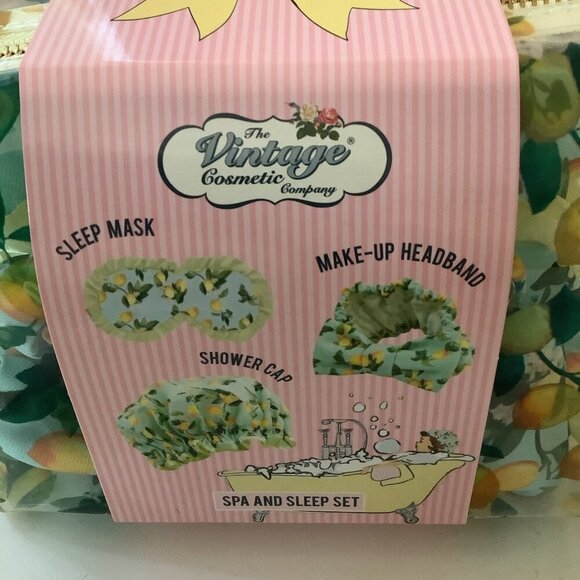 The
Vintage®
Cosmetic
Company
SLEEP MASK
MAKE-UP HEADBAND
SHOWER CAP
SPA AND SLEEP SET